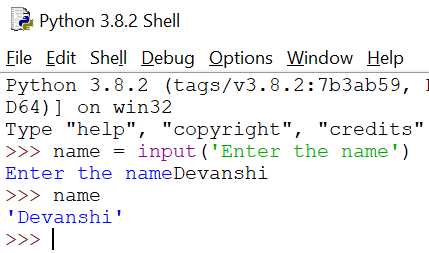 Python 3.8.2 Shell
File Edit Shell Debug Options Window Help
Python 3.8.2 (tags/v3.8.2:7b3ab59,
D64)] on win32
Type "help", "copyright", "credits"
>>> name = input('Enter the name')
Enter the nameDevanshi
>>> name
'Devanshi'
>>>